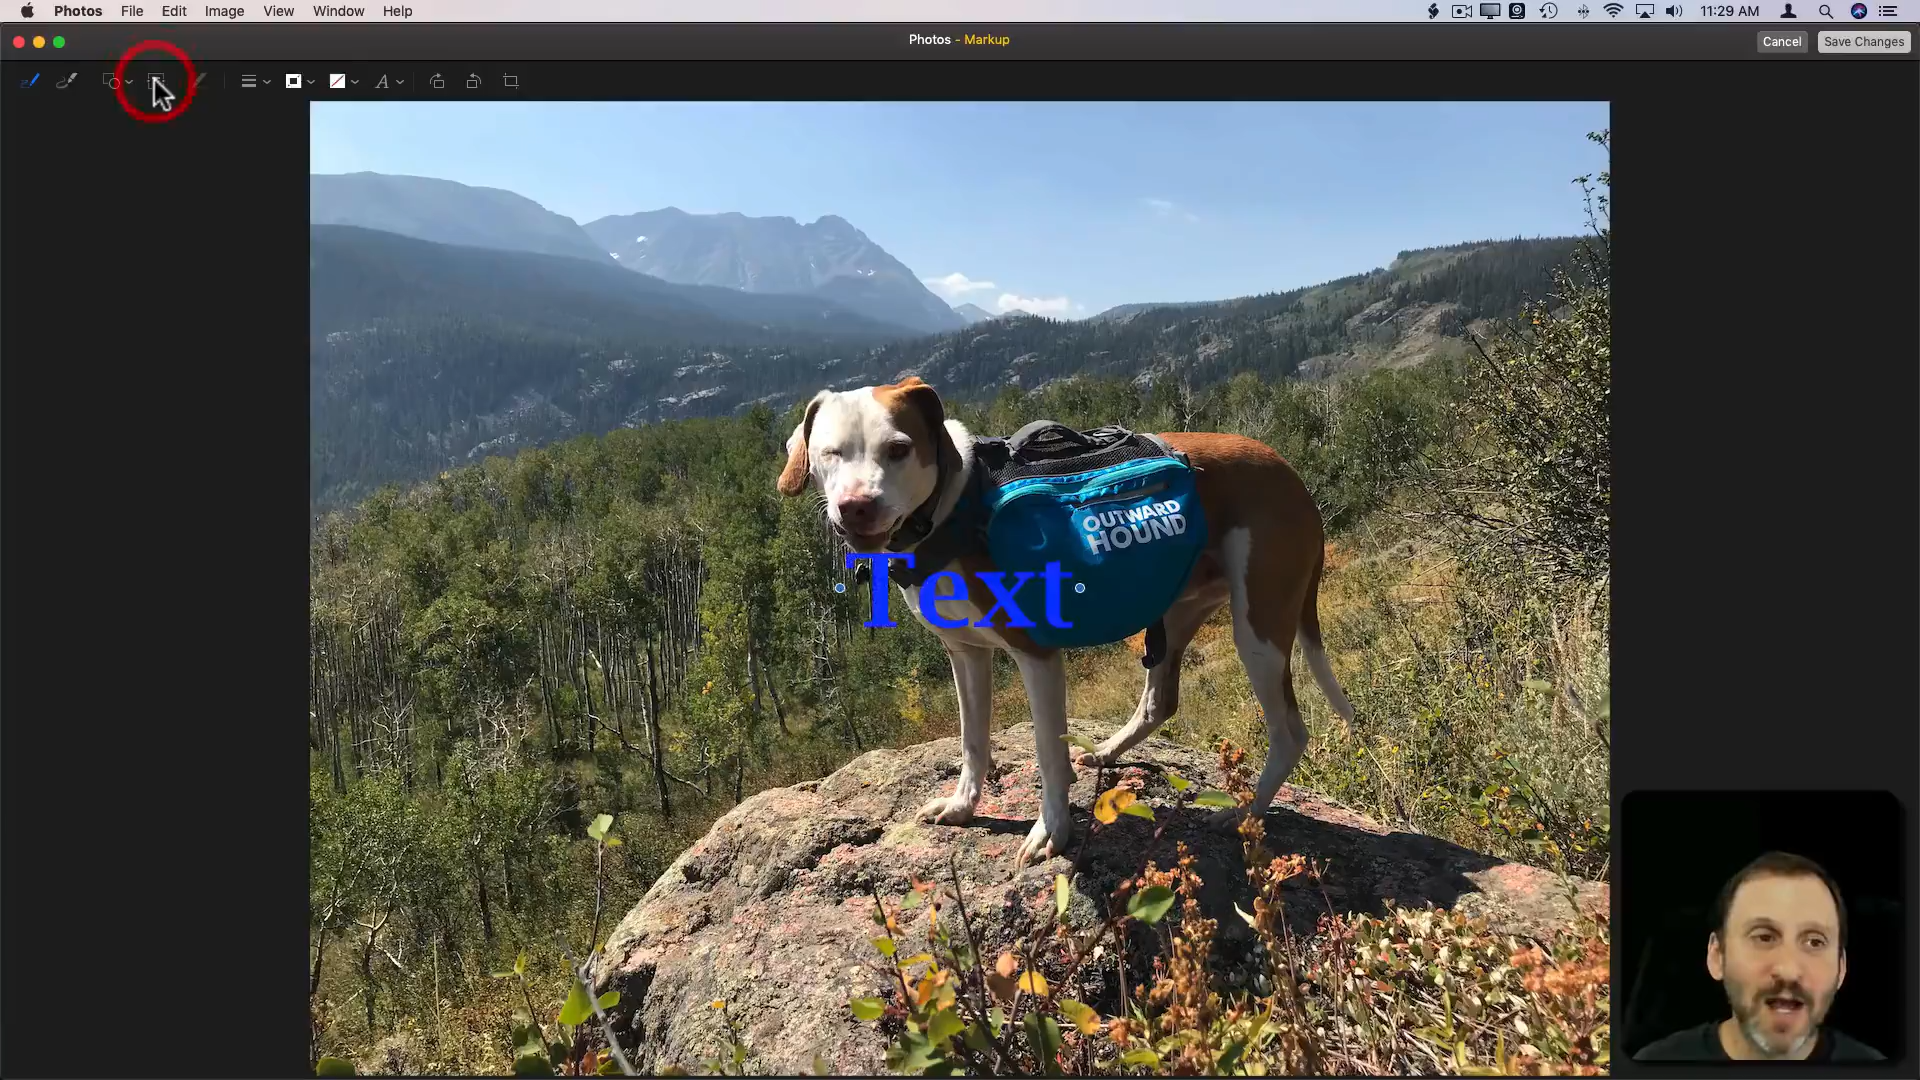 Photos File Edit Image View Window Help 11:29 AM
Photos - Markup Cancel Save Changes
A
OUTWARD
HOUND
Text